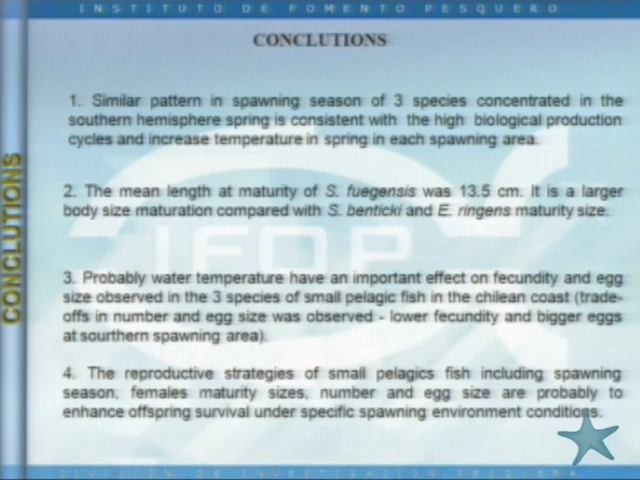 INSTITUTO DE FOMENTO PESQUERO
CONCLUTIONS
CONCLUTIONS
1. Similar pattern in spawning season of 3 species concentrated in the
southern hemisphere spring is consistent with the high biological production
cycles and increase temperature in spring in each spawning area.
2. The mean length at maturity of S. fuegensis was 13.5 cm. It is a larger
body size maturation compared with S. benticki and E. ringens maturity size.
IFOP
3. Probably water temperature have an important effect on fecundity and egg
size observed in the 3 species of small pelagic fish in the chilean coast (trade-
offs in number and egg size was observed - lower fecundity and bigger eggs
at sourthern spawning area).
4. The reproductive strategies of small pelagics fish including spawning
season, females maturity sizes, number and egg size are probably to
enhance offspring survival under specific spawning environment conditions.
DIVISIÓN DE INVESTIGACIÓN PESQUERA